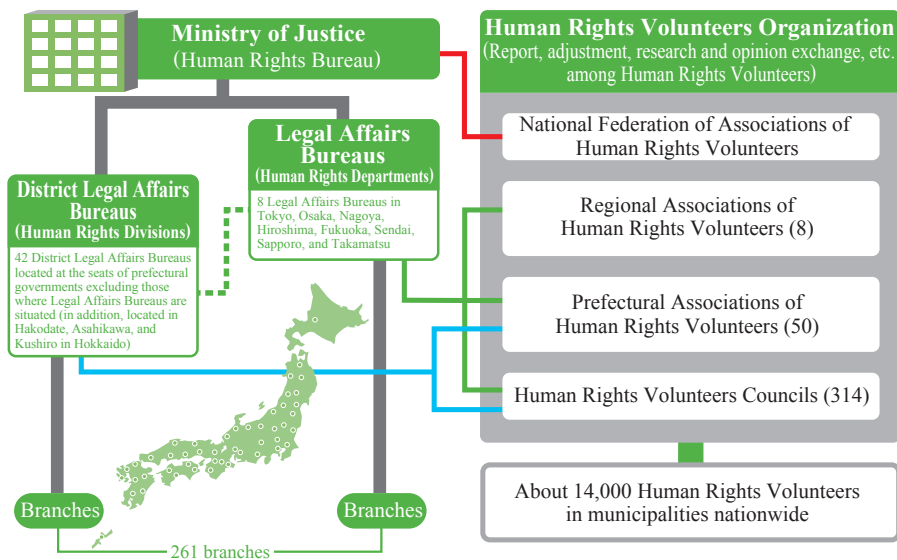 Ministry of Justice
(Human Rights Bureau)
Legal Affairs
Bureaus
(Human Rights Departments)
8 Legal Affairs Bureaus in
Tokyo, Osaka, Nagoya,
Hiroshima, Fukuoka, Sendai,
Sapporo, and Takamatsu
District Legal Affairs
Bureaus
(Human Rights Divisions)
42 District Legal Affairs Bureaus
located at the seats of prefectural
governments excluding those
where Legal Affairs Bureaus are
situated (in addition, located in
Hakodate, Asahikawa, and
Kushiro in Hokkaido)
Branches
Branches
261 branches
Human Rights Volunteers Organization
(Report, adjustment, research and opinion exchange, etc.
among Human Rights Volunteers)
National Federation of Associations of
Human Rights Volunteers
Regional Associations of
Human Rights Volunteers (8)
Prefectural Associations of
Human Rights Volunteers (50)
Human Rights Volunteers Councils (314)
About 14,000 Human Rights Volunteers
in municipalities nationwide